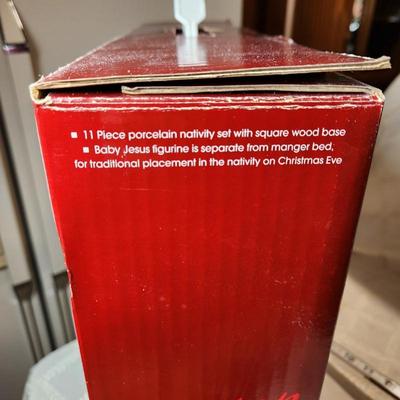 ▪ 11 Piece porcelain nativity set with square wood base
▪ Baby Jesus figurine is separate from manger bed,
for traditional placement in the nativity on Christmas Eve